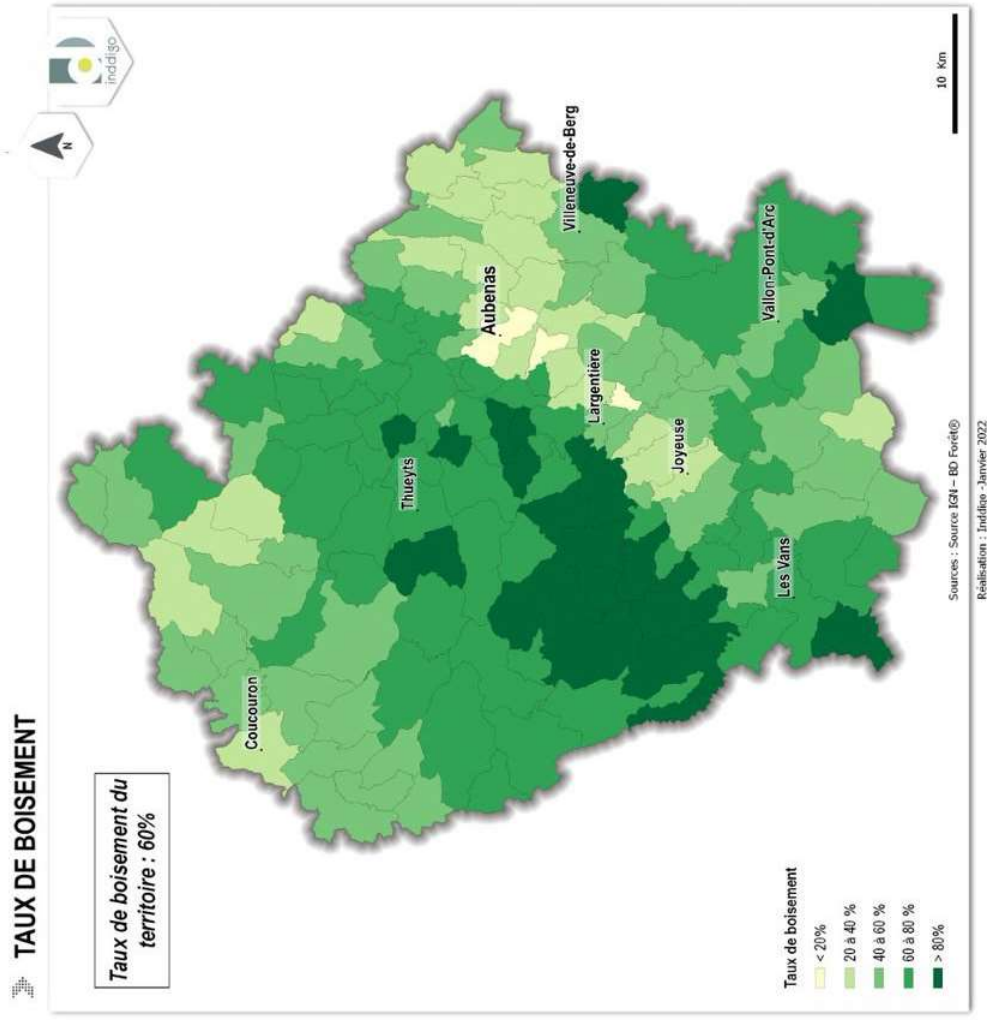 TAUX DE BOISEMENT
inddigo
N
Taux de boisement du
territoire : 60%
Coucouron
Thueyts
Aubenas
Villeneuve-de-Berg
Largentière
Joyeuse
Vallon-Pont-d'Arc
Les Vans
Taux de boisement
< 20%
20 à 40 %
40 à 60 %
60 à 80 %
> 80%
10 Km
Sources : Source IGN – BD Forêt®
Réalisation : Inddigo -Janvier 2022